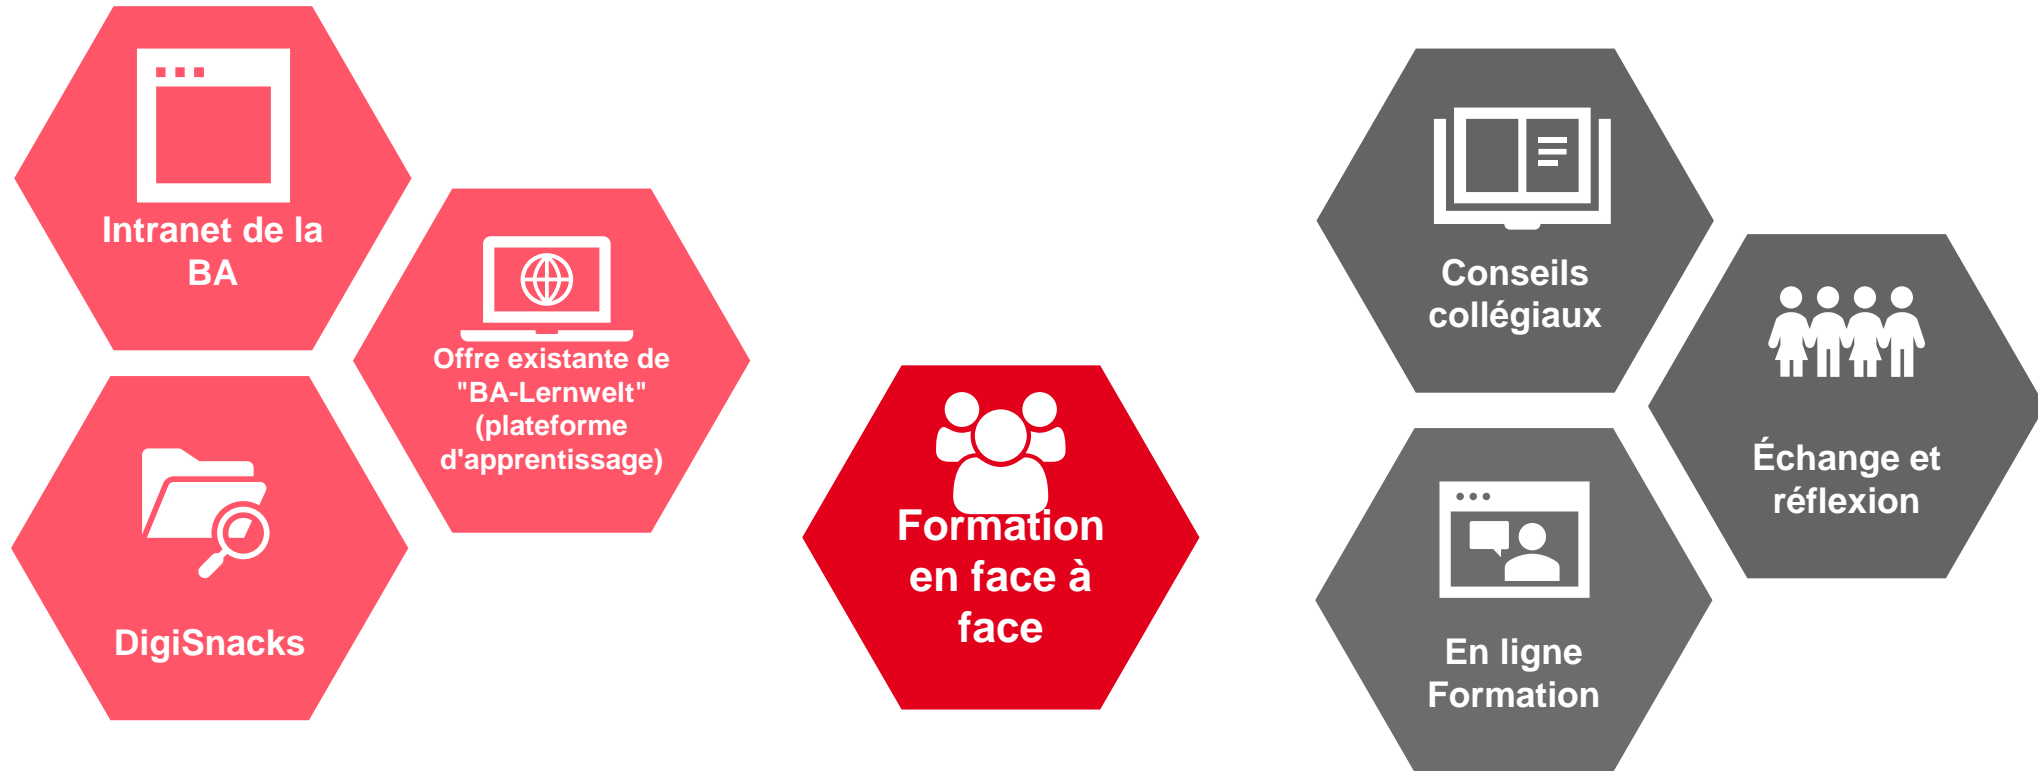 Intranet de la
BA
Offre existante de
"BA-Lernwelt"
(plateforme
d'apprentissage)
DigiSnacks
Formation
en face à
face
Conseils
collégiaux
Échange et
réflexion
En ligne
Formation